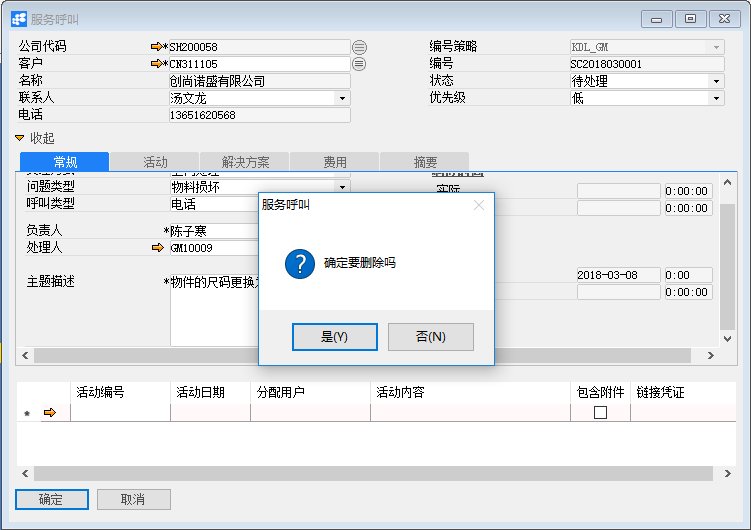 服务呼叫
公司代码 *SH200058 编号策略 KDL_GM
客户 *CN311105 编号 SC2018030001
名称 创尚诺盛有限公司 状态 待处理
联系人 汤文龙 优先级 低
电话 13651620568
收起
常规 活动 解决方案 费用 摘要
问题类型 物料损坏 实际 0:00:00
呼叫类型 电话 0:00:00
负责人 *陈子寒
处理人 GM10009
主题描述 *物件的尺码更换 2018-03-08 0:00
0:00:00
服务呼叫
确定要删除吗
是(Y) 否(N)
活动编号 活动日期 分配用户 活动内容 包含附件 链接凭证
*
确定 取消